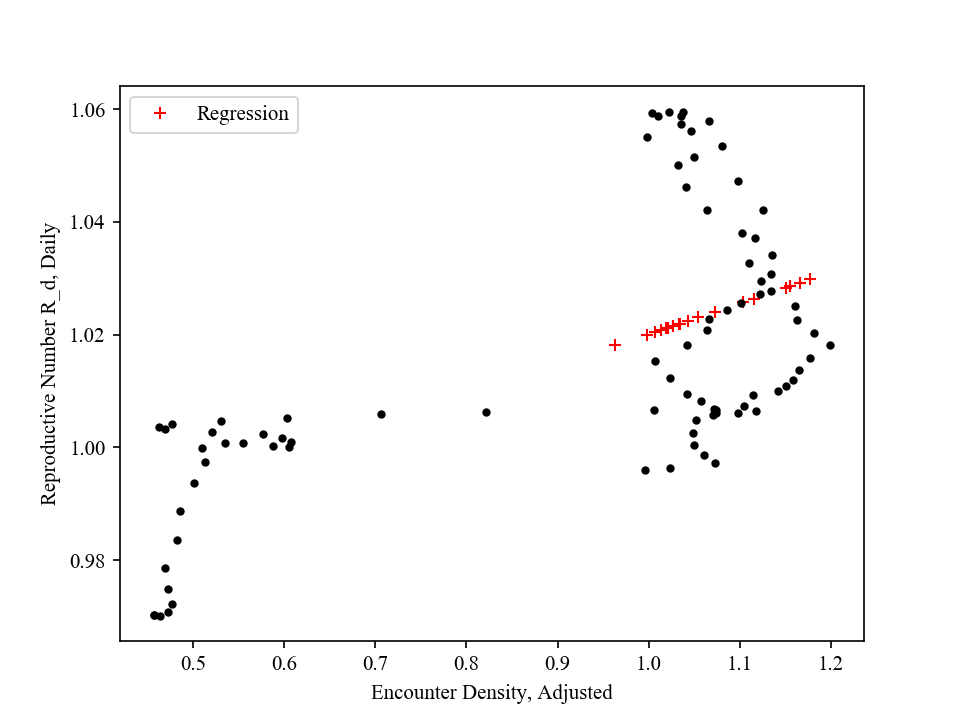 Regression
1.06
1.04
1.02
1.00
0.98
Reproductive Number R_d, Daily
0.5 0.6 0.7 0.8 0.9 1.0 1.1 1.2
Encounter Density, Adjusted